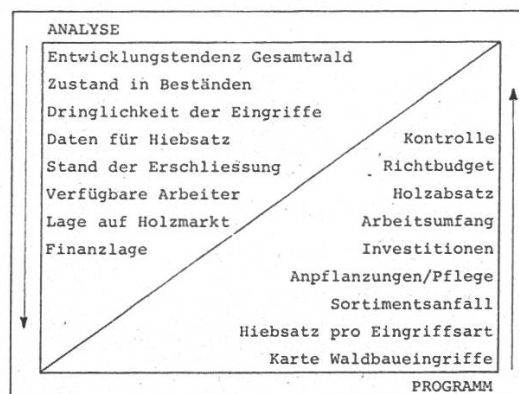 ANALYSE
Entwicklungstendenz Gesamtwald
Zustand in Beständen
Dringlichkeit der Eingriffe
Daten für Hiebsatz
Stand der Erschliessung
Verfügbare Arbeiter
Lage auf Holzmarkt
Finanzlage
Kontrolle
Richtbudget
Holzabsatz
Arbeitsumfang
Investitionen
Anpflanzungen/Pflege
Sortimentsanfall
Hiebsatz pro Eingriffsart
Karte Waldbaueingriffe
PROGRAMM